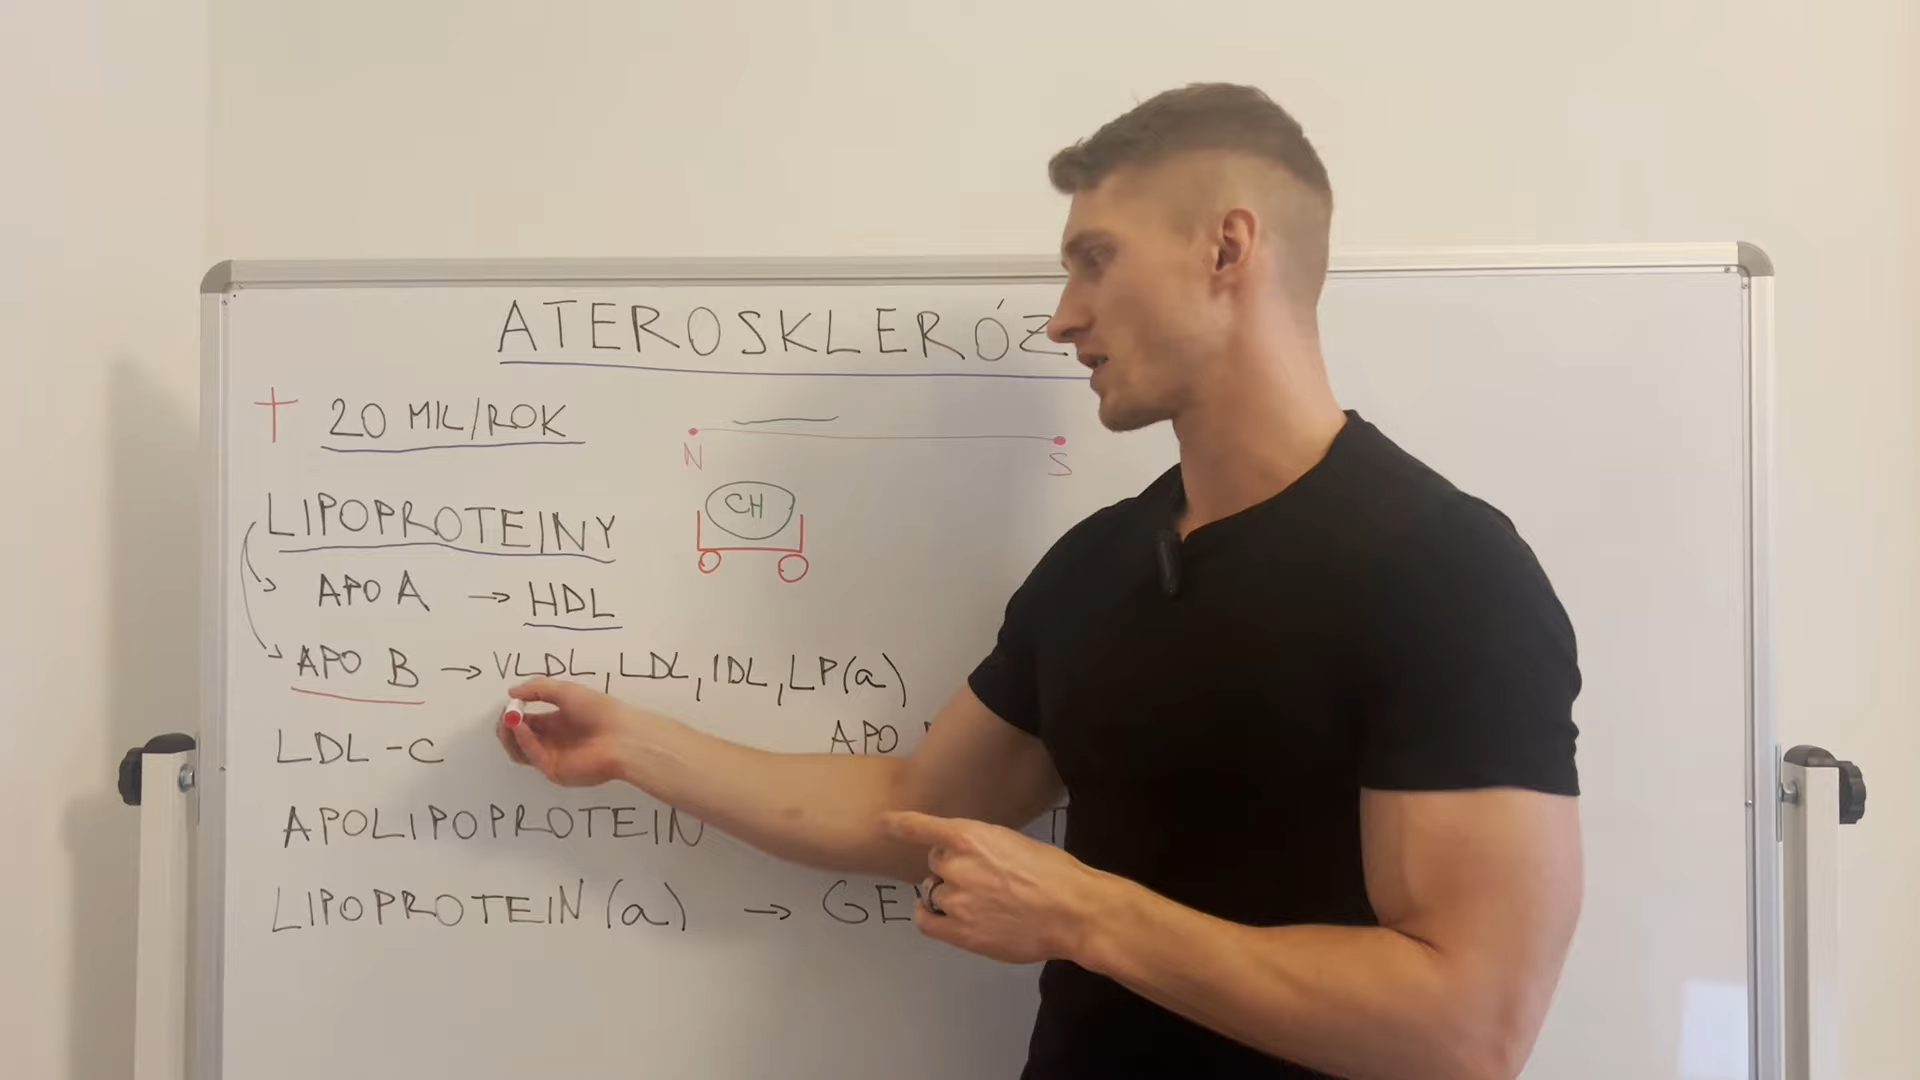 ATEROSKLERÓZ
† 20 MIL/ROK
N S
CH
LIPOPROTEINY
APO A → HDL
APO B → VLDL, LDL, IDL, LP(a)
LDL-C APO
APOLIPOPROTEIN
LIPOPROTEIN (a) → GE